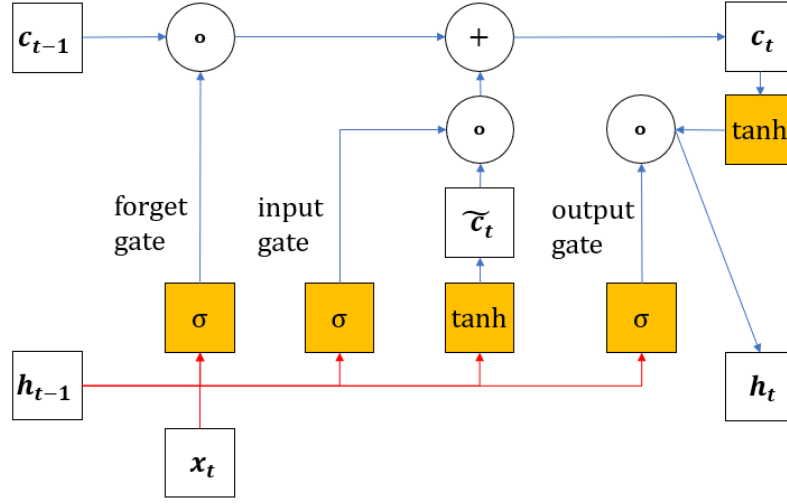 c_{t-1}
∘
+
c_t
∘
∘
tanh
forget
gate
input
gate
c̃_t
output
gate
σ
σ
tanh
σ
h_{t-1}
h_t
x_t